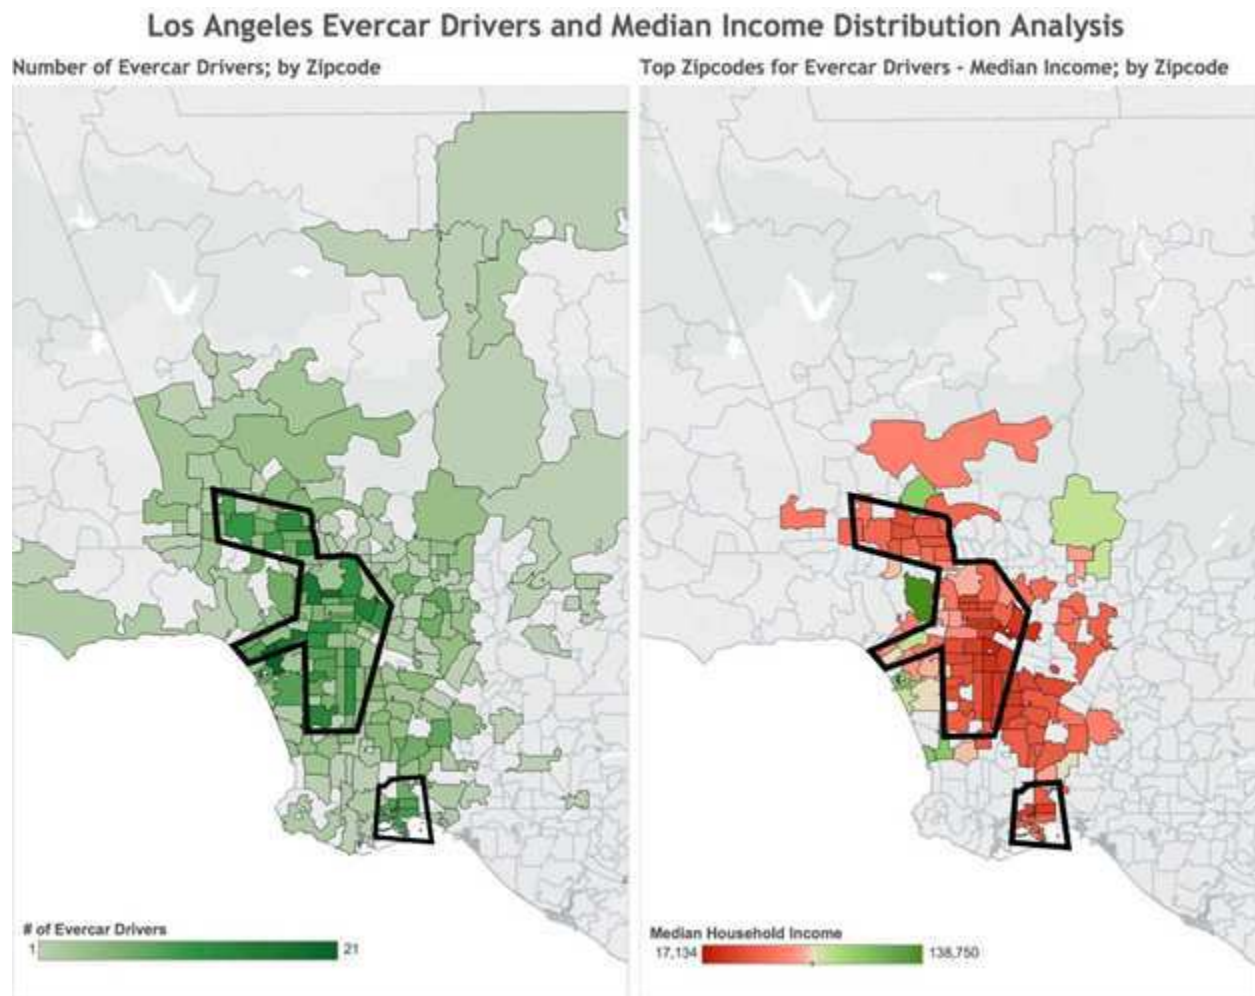 Los Angeles Evercar Drivers and Median Income Distribution Analysis
Number of Evercar Drivers; by Zipcode
Top Zipcodes for Evercar Drivers - Median Income; by Zipcode
# of Evercar Drivers
1 21
Median Household Income
17,134 138,750